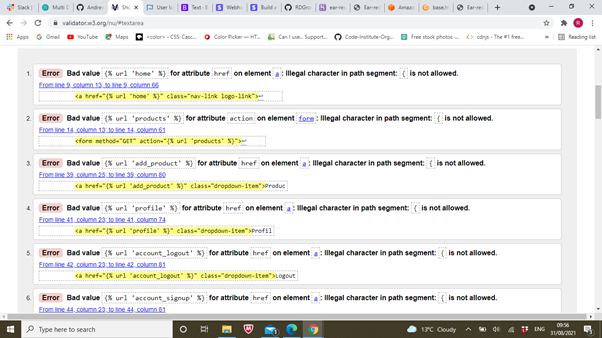 Slack |
Multi
Andrei
Sh
User li
Text - B
S Webho
S Build a
RDGro
ear-re
Ear-re
Amazo
base.h
Ear-re
validator.w3.org/nu/#textarea
Apps Gmail YouTube Maps <color> - CSS: Casc... Color Picker — HT... Can I use... Support... Code-Institute-Org... Free stock photos -... cdnjs - The #1 free... » Reading list
1. Error Bad value {% url 'home' %} for attribute href on element a: Illegal character in path segment: { is not allowed.
From line 9, column 13; to line 9, column 66
<a href="{% url 'home' %}" class="nav-link logo-link">↩
2. Error Bad value {% url 'products' %} for attribute action on element form: Illegal character in path segment: { is not allowed.
From line 14, column 13; to line 14, column 61
<form method="GET" action="{% url 'products' %}">↩
3. Error Bad value {% url 'add_product' %} for attribute href on element a: Illegal character in path segment: { is not allowed.
From line 39, column 25; to line 39, column 80
<a href="{% url 'add_product' %}" class="dropdown-item">Produc
4. Error Bad value {% url 'profile' %} for attribute href on element a: Illegal character in path segment: { is not allowed.
From line 41, column 23; to line 41, column 74
<a href="{% url 'profile' %}" class="dropdown-item">Profil
5. Error Bad value {% url 'account_logout' %} for attribute href on element a: Illegal character in path segment: { is not allowed.
From line 42, column 23; to line 42, column 81
<a href="{% url 'account_logout' %}" class="dropdown-item">Logout
6. Error Bad value {% url 'account_signup' %} for attribute href on element a: Illegal character in path segment: { is not allowed.
From line 44, column 23; to line 44, column 81
Type here to search
13°C Cloudy
ENG
09:56
31/08/2021